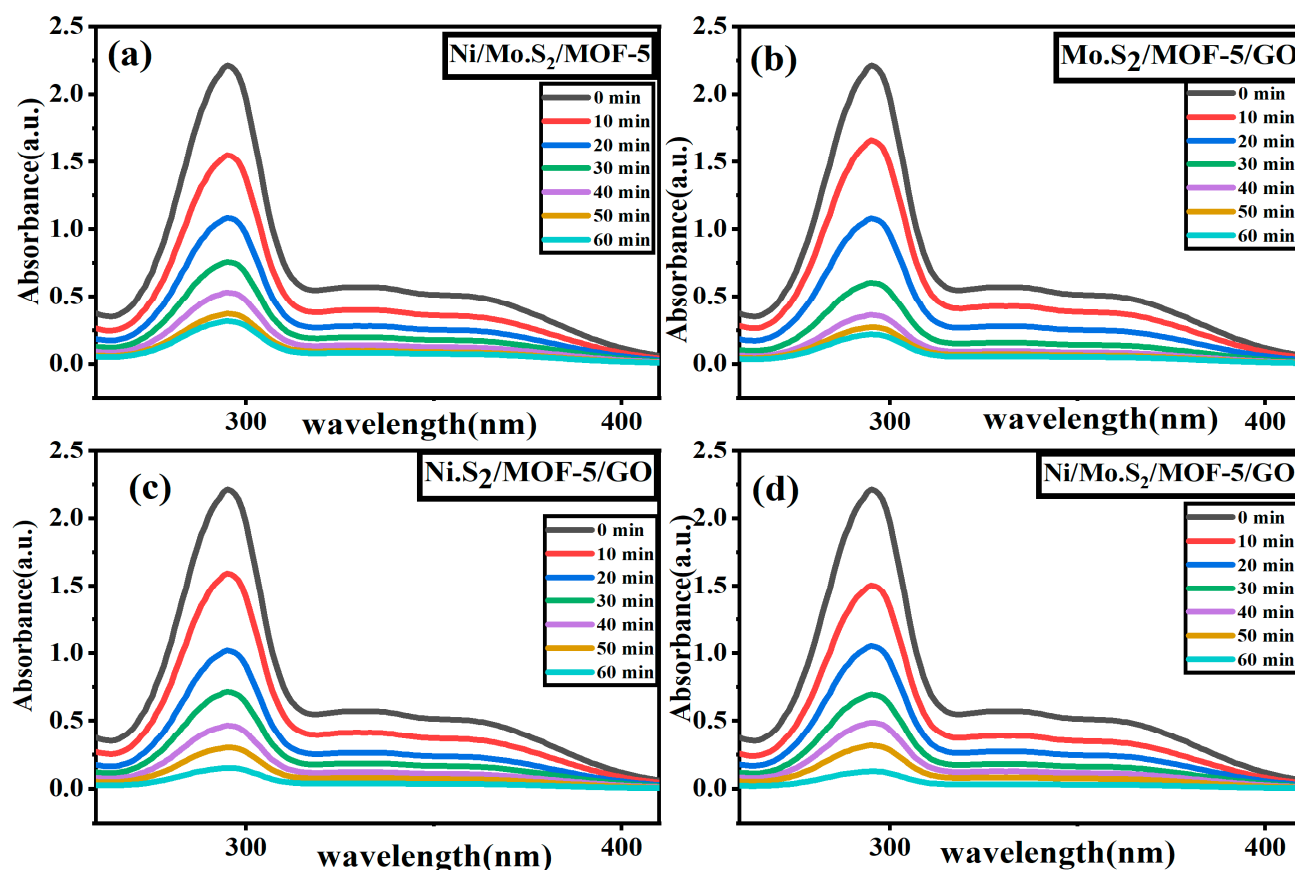 (a)
Ni/Mo.S2/MOF-5
0 min
10 min
20 min
30 min
40 min
50 min
60 min
2.5
2.0
1.5
1.0
0.5
0.0
Absorbance(a.u.)
300
400
wavelength(nm)
(b)
Mo.S2/MOF-5/GO
0 min
10 min
20 min
30 min
40 min
50 min
60 min
2.5
2.0
1.5
1.0
0.5
0.0
Absorbance(a.u.)
300
400
wavelength(nm)
(c)
Ni.S2/MOF-5/GO
0 min
10 min
20 min
30 min
40 min
50 min
60 min
2.5
2.0
1.5
1.0
0.5
0.0
Absorbance(a.u.)
300
400
wavelength(nm)
(d)
Ni/Mo.S2/MOF-5/GO
0 min
10 min
20 min
30 min
40 min
50 min
60 min
2.5
2.0
1.5
1.0
0.5
0.0
Absorbance(a.u.)
300
400
wavelength(nm)